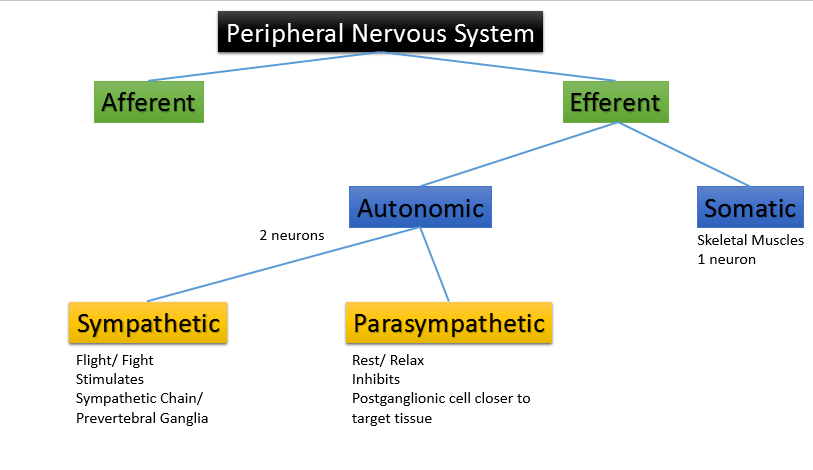 Peripheral Nervous System
Afferent
Efferent
Autonomic
Somatic
2 neurons
Skeletal Muscles
1 neuron
Sympathetic
Parasympathetic
Flight/ Fight
Stimulates
Sympathetic Chain/
Prevertebral Ganglia
Rest/ Relax
Inhibits
Postganglionic cell closer to
target tissue